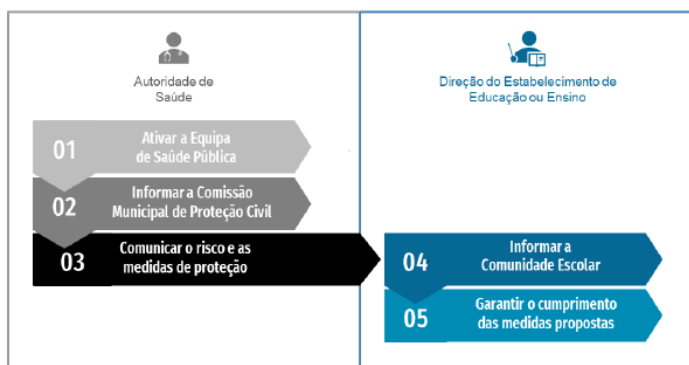 Autoridade de
Saúde
01
Ativar a Equipa
de Saúde Pública
02
Informar a Comissão
Municipal de Proteção Civil
03
Comunicar o risco e as
medidas de proteção
Direção do Estabelecimento de
Educação ou Ensino
04
Informar a
Comunidade Escolar
05
Garantir o cumprimento
das medidas propostas